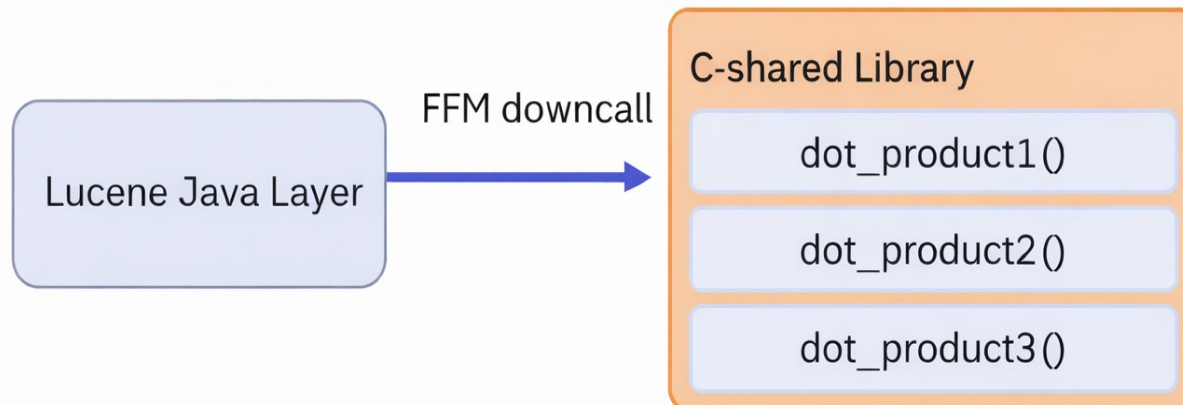 Lucene Java Layer
FFM downcall
C-shared Library
dot_product1()
dot_product2()
dot_product3()